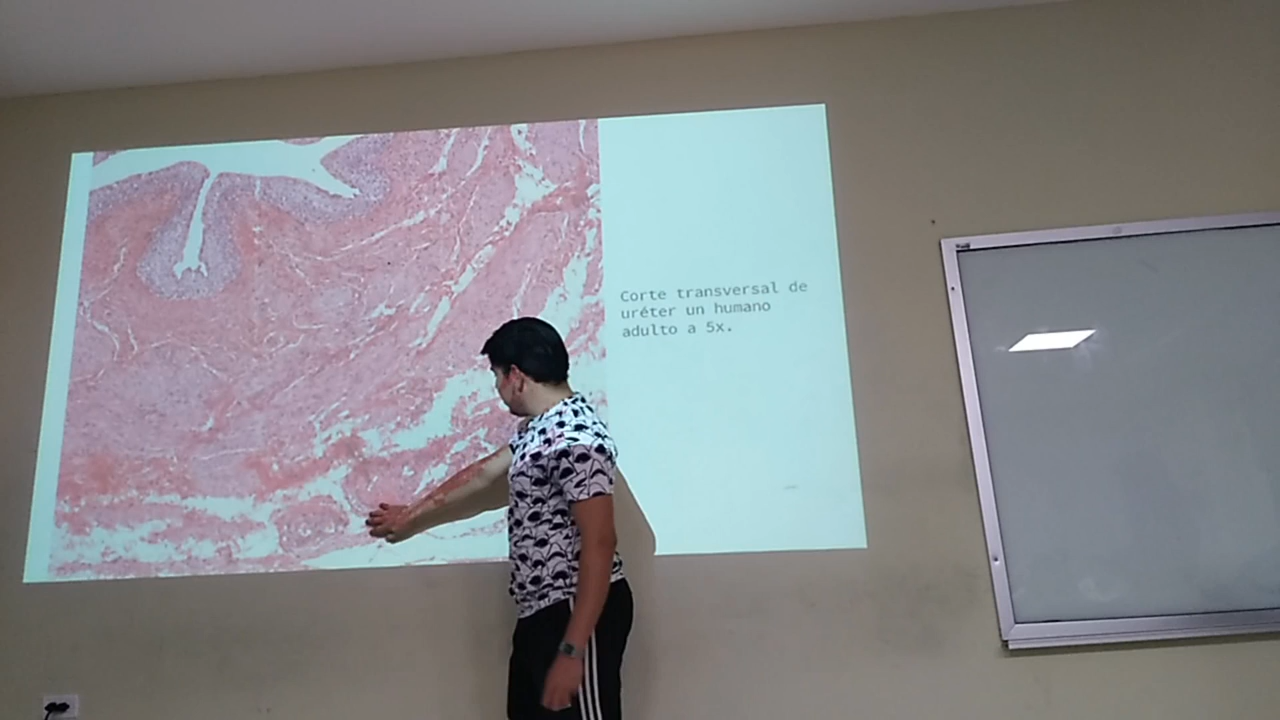 Corte transversal de
uréter un humano
adulto a 5x.